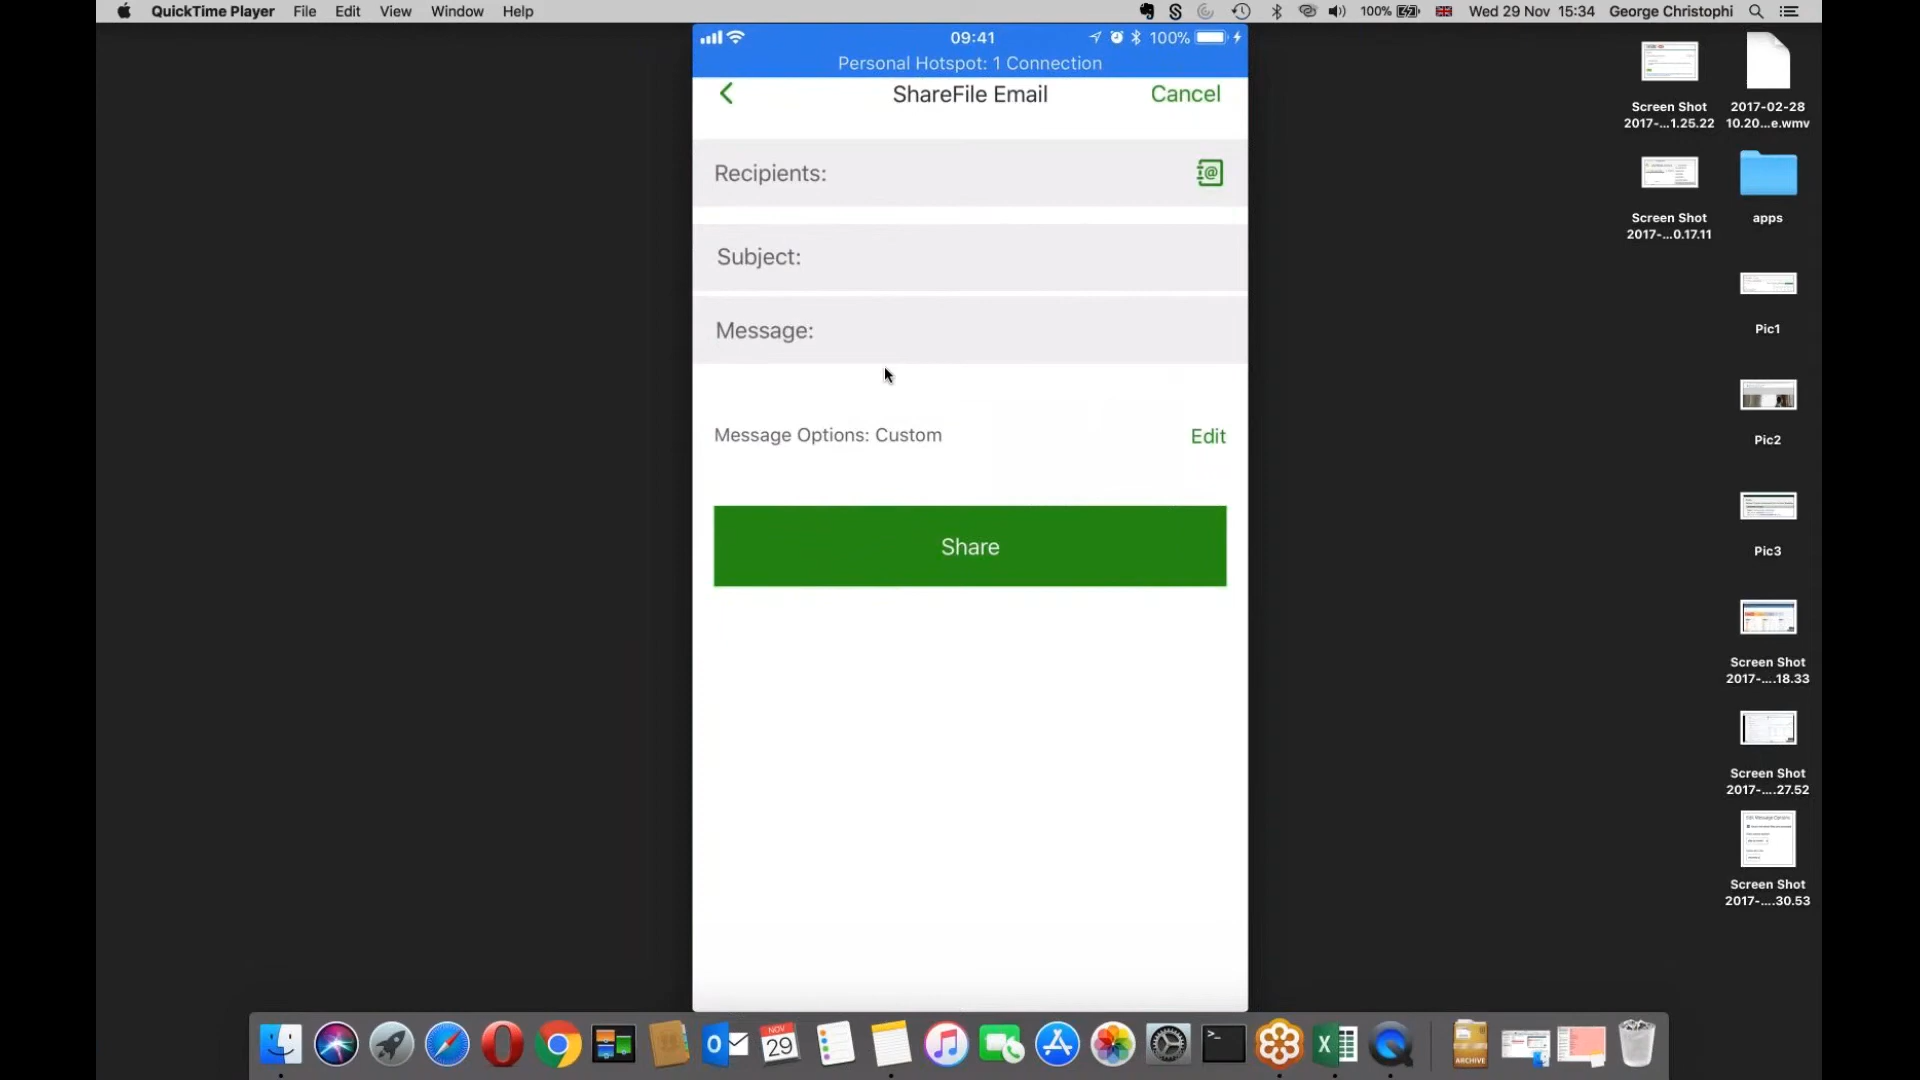 QuickTime Player File Edit View Window Help 100% Wed 29 Nov 15:34 George Christophi
09:41 100%
Personal Hotspot: 1 Connection
ShareFile Email Cancel
Recipients:
Subject:
Message:
Message Options: Custom Edit
Share
Screen Shot
2017-...1.25.22
2017-02-28
10.20...e.wmv
Screen Shot
2017-...0.17.11
apps
Pic1
Pic2
Pic3
Screen Shot
2017-....18.33
Screen Shot
2017-....27.52
Screen Shot
2017-....30.53
NOV
29
ARCHIVE